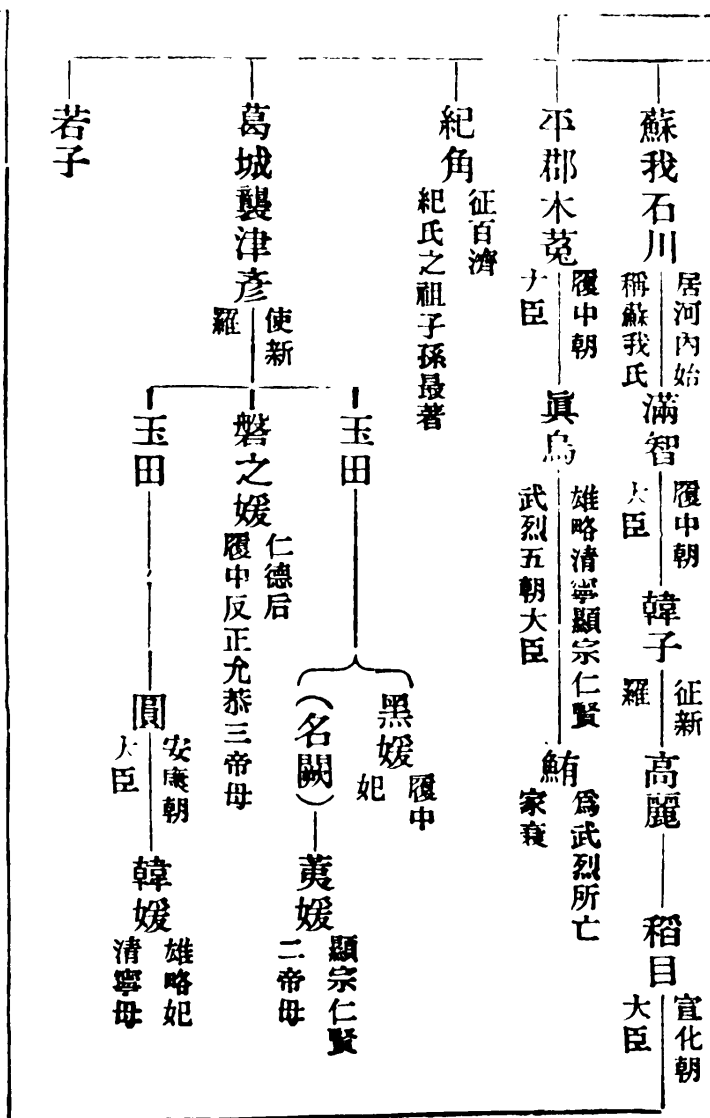 蘇我石川
居河內始
稱蘇我氏
滿智
履中朝
大臣
韓子
征新
羅
高麗
稻目
宣化朝
大臣
平郡木菟
履中朝
大臣
眞鳥
雄略清寧顯宗仁賢
武烈五朝大臣
鮪
爲武烈所亡
家衰
紀角
征百濟
紀氏之祖子孫最著
葛城襲津彥
使新
羅
玉田
黑媛
履中
妃
(名闕)
荑媛
顯宗仁賢
二帝母
磐之媛
仁德后
履中反正允恭三帝母
玉田
圓
安康朝
大臣
韓媛
雄略妃
清寧母
若子